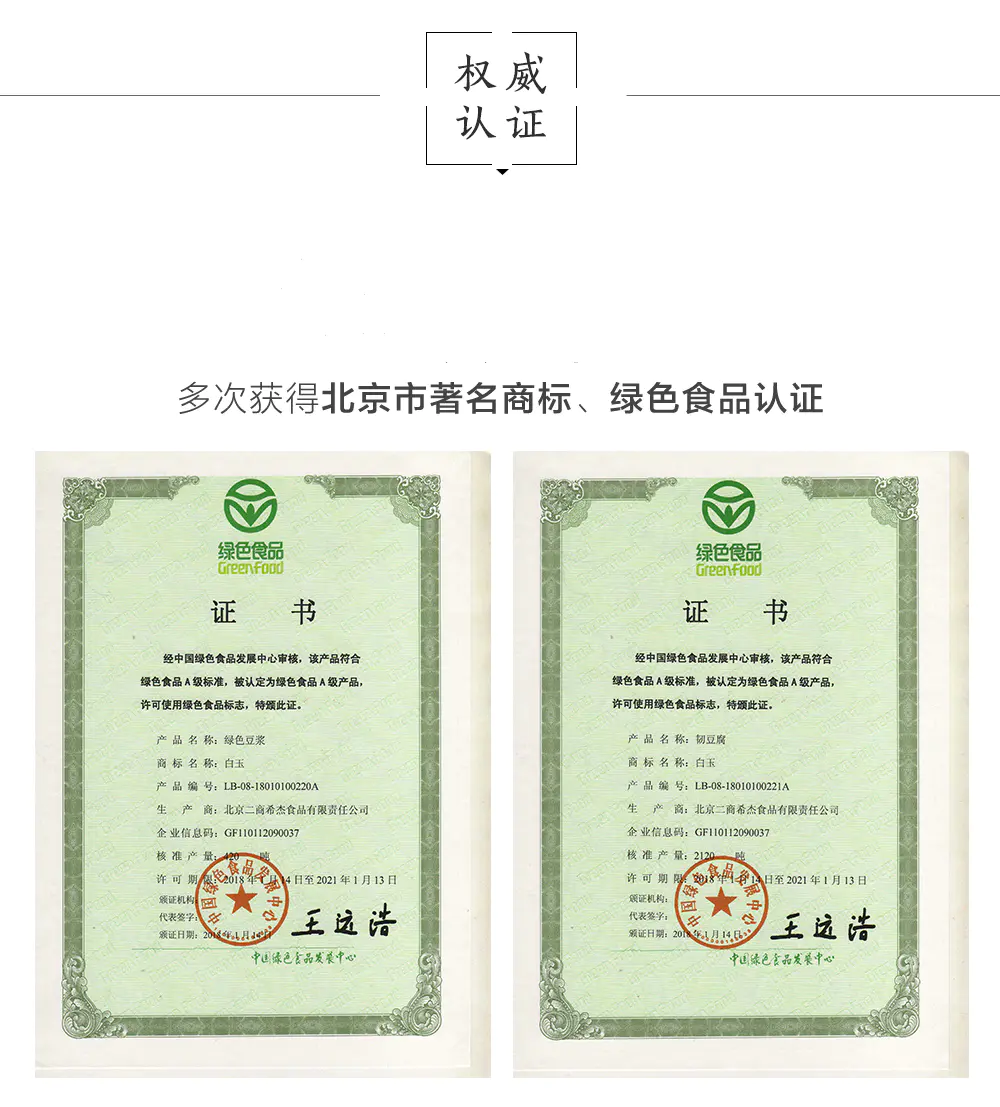 权威
认证
多次获得北京市著名商标、绿色食品认证
绿色食品
GreenFood
证 书
经中国绿色食品发展中心审核，该产品符合
绿色食品A级标准，被认定为绿色食品A级产品，
许可使用绿色食品标志，特颁此证。
产品名称：绿色豆浆
商标名称：白玉
产品编号：LB-08-18010100220A
生产商：北京二商希杰食品有限责任公司
企业信息码：GF110112090037
核准产量：420 吨
许可期限：2018年1月14日至2021年1月13日
颁证机构：
代表签字：
王远浩
颁证日期：2018年1月14日
中国绿色食品发展中心
中国绿色食品发展中心
绿色食品
GreenFood
证 书
经中国绿色食品发展中心审核，该产品符合
绿色食品A级标准，被认定为绿色食品A级产品，
许可使用绿色食品标志，特颁此证。
产品名称：韧豆腐
商标名称：白玉
产品编号：LB-08-18010100221A
生产商：北京二商希杰食品有限责任公司
企业信息码：GF110112090037
核准产量：2120 吨
许可期限：2018年1月14日至2021年1月13日
颁证机构：
代表签字：
王远浩
颁证日期：2018年1月14日
中国绿色食品发展中心
中国绿色食品发展中心